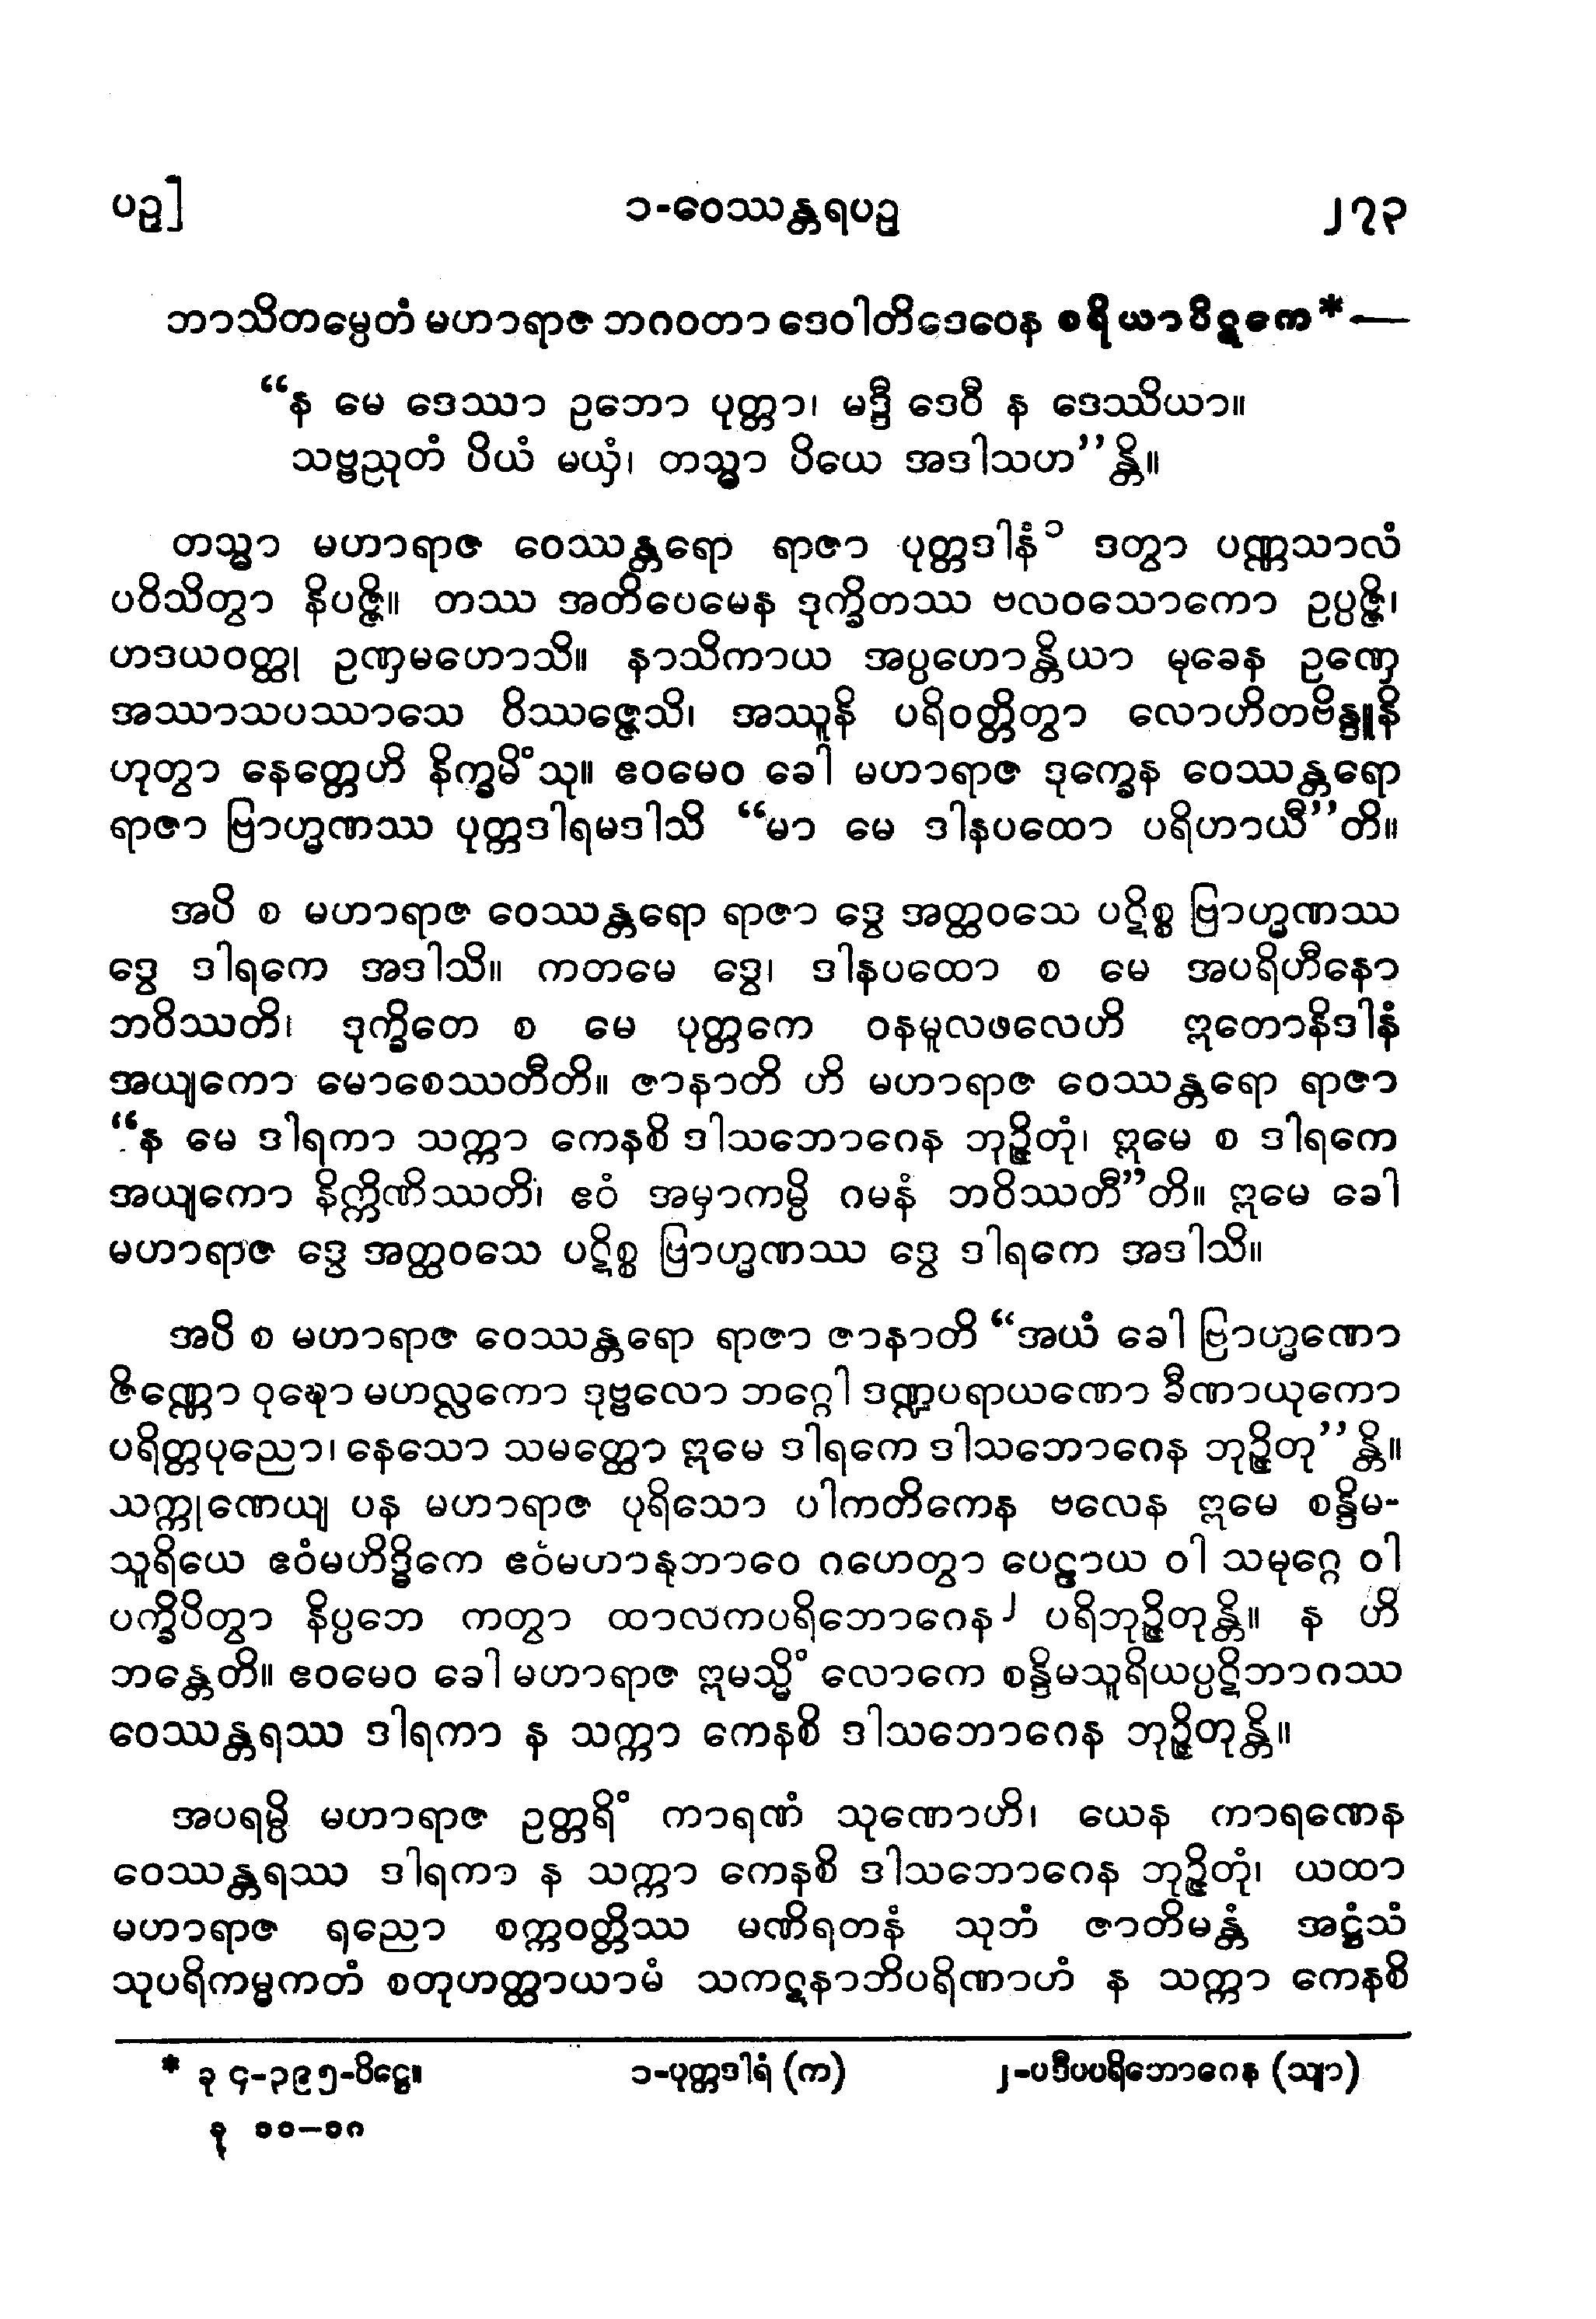 ပဥှ]
၁-ဝေဿန္တရပဥှ
၂၇၃
ဘာသိတမ္ပေတံ မဟာရာဇ ဘဂဝတာ ဒေဝါတိဒေဝေန စရိယာပိဋကေ*—
“န မေ ဒေဿာ ဥဘော ပုတ္တာ၊ မဒ္ဒီ ဒေဝီ န ဒေဿိယာ။
သဗ္ဗညုတံ ပိယံ မယှံ၊ တသ္မာ ပိယေ အဒါသဟ”န္တိ။
တသ္မာ မဟာရာဇ ဝေဿန္တရော ရာဇာ ပုတ္တဒါနံ၁ ဒတွာ ပဏ္ဏသာလံ
ပဝိသိတွာ နိပဇ္ဇိ။ တဿ အတိပေမေန ဒုက္ခိတဿ ဗလဝသောကော ဥပ္ပဇ္ဇိ၊
ဟဒယဝတ္ထု ဥဏှမဟောသိ။ နာသိကာယ အပ္ပဟောန္တိယာ မုခေန ဥဏှေ
အဿာသပဿာသေ ဝိဿဇ္ဇေသိ၊ အဿူနိ ပရိဝတ္တိတွာ လောဟိတဗိန္ဒူနိ
ဟုတွာ နေတ္တေဟိ နိက္ခမိံသု။ ဧဝမေဝ ခေါ မဟာရာဇ ဒုက္ခေန ဝေဿန္တရော
ရာဇာ ဗြာဟ္မဏဿ ပုတ္တဒါရမဒါသိ “မာ မေ ဒါနပထော ပရိဟာယီ”တိ။
အပိ စ မဟာရာဇ ဝေဿန္တရော ရာဇာ ဒွေ အတ္ထဝသေ ပဋိစ္စ ဗြာဟ္မဏဿ
ဒွေ ဒါရကေ အဒါသိ။ ကတမေ ဒွေ၊ ဒါနပထော စ မေ အပရိဟီနော
ဘဝိဿတိ၊ ဒုက္ခိတေ စ မေ ပုတ္တကေ ဝနမူလဖလေဟိ ဣတောနိဒါနံ
အယျကော မောစေဿတီတိ။ ဇာနာတိ ဟိ မဟာရာဇ ဝေဿန္တရော ရာဇာ
“န မေ ဒါရကာ သက္ကာ ကေနစိ ဒါသဘောဂေန ဘုဉ္ဇိတုံ၊ ဣမေ စ ဒါရကေ
အယျကော နိက္ကိဏိဿတိ၊ ဧဝံ အမှာကမ္ပိ ဂမနံ ဘဝိဿတီ”တိ။ ဣမေ ခေါ
မဟာရာဇ ဒွေ အတ္ထဝသေ ပဋိစ္စ ဗြာဟ္မဏဿ ဒွေ ဒါရကေ အဒါသိ။
အပိ စ မဟာရာဇ ဝေဿန္တရော ရာဇာ ဇာနာတိ “အယံ ခေါ ဗြာဟ္မဏော
ဇိဏ္ဏော ဝုဍ္ဎော မဟလ္လကော ဒုဗ္ဗလော ဘဂ္ဂေါ ဒဏ္ဍပရာယဏော ခီဏာယုကော
ပရိတ္တပုညော၊ နေသော သမတ္ထော ဣမေ ဒါရကေ ဒါသဘောဂေန ဘုဉ္ဇိတု”န္တိ။
သက္ကုဏေယျ ပန မဟာရာဇ ပုရိသော ပါကတိကေန ဗလေန ဣမေ စန္ဒိမ-
သူရိယေ ဧဝံမဟိဒ္ဓိကေ ဧဝံမဟာနုဘာဝေ ဂဟေတွာ ပေဠာယ ဝါ သမုဂ္ဂေ ဝါ
ပက္ခိပိတွာ နိပ္ပဘေ ကတွာ ထာလကပရိဘောဂေန၂ ပရိဘုဉ္ဇိတုန္တိ။ န ဟိ
ဘန္တေတိ။ ဧဝမေဝ ခေါ မဟာရာဇ ဣမသ္မိံ လောကေ စန္ဒိမသူရိယပ္ပဋိဘာဂဿ
ဝေဿန္တရဿ ဒါရကာ န သက္ကာ ကေနစိ ဒါသဘောဂေန ဘုဉ္ဇိတုန္တိ။
အပရမ္ပိ မဟာရာဇ ဥတ္တရိံ ကာရဏံ သုဏောဟိ၊ ယေန ကာရဏေန
ဝေဿန္တရဿ ဒါရကာ န သက္ကာ ကေနစိ ဒါသဘောဂေန ဘုဉ္ဇိတုံ၊ ယထာ
မဟာရာဇ ရညော စက္ကဝတ္တိဿ မဏိရတနံ သုဘံ ဇာတိမန္တံ အဋ္ဌံသံ
သုပရိကမ္မကတံ စတုဟတ္ထာယာမံ သကဋနာဘိပရိဏာဟံ န သက္ကာ ကေနစိ
* ခု ၄-၃၉၅-ပိဋ္ဌေ။
၁-ပုတ္တဒါရံ (က)
၂-ပဒီပပရိဘောဂေန (သျာ)
နု ၁၁–၁၈